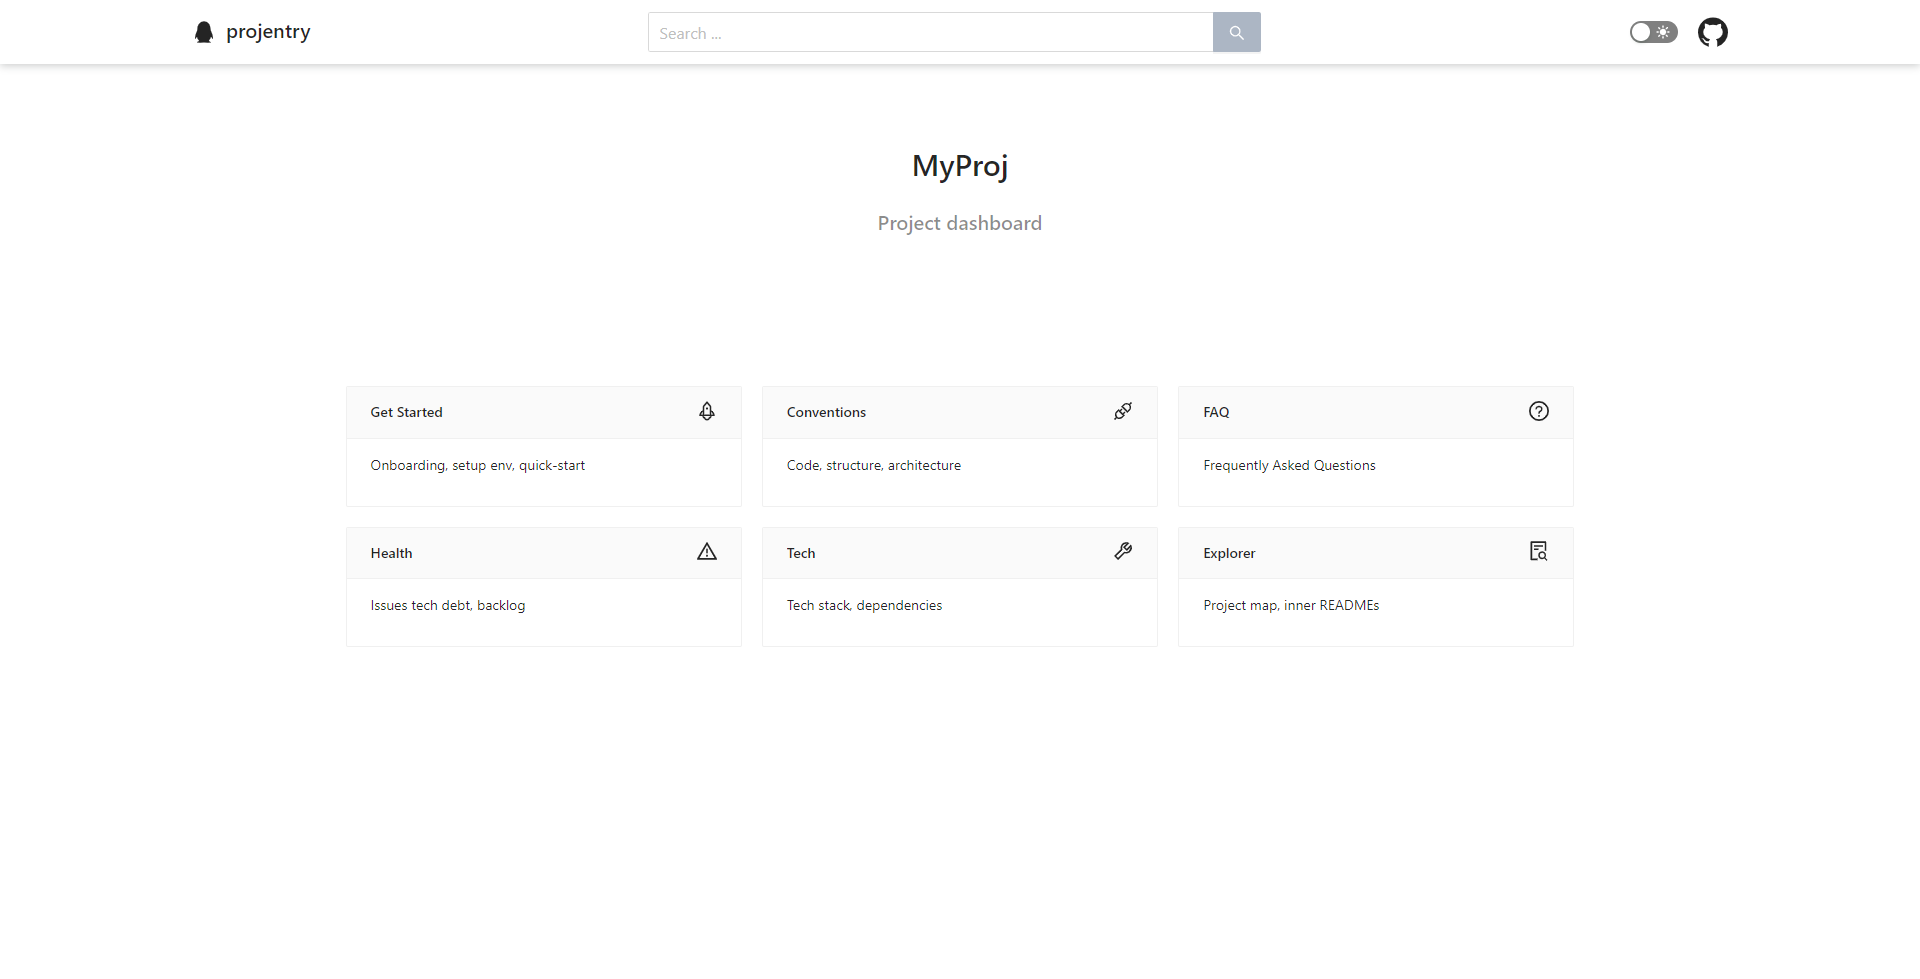 projentry
Search ...
MyProj
Project dashboard
Get Started
Onboarding, setup env, quick-start
Conventions
Code, structure, architecture
FAQ
Frequently Asked Questions
Health
Issues tech debt, backlog
Tech
Tech stack, dependencies
Explorer
Project map, inner READMEs